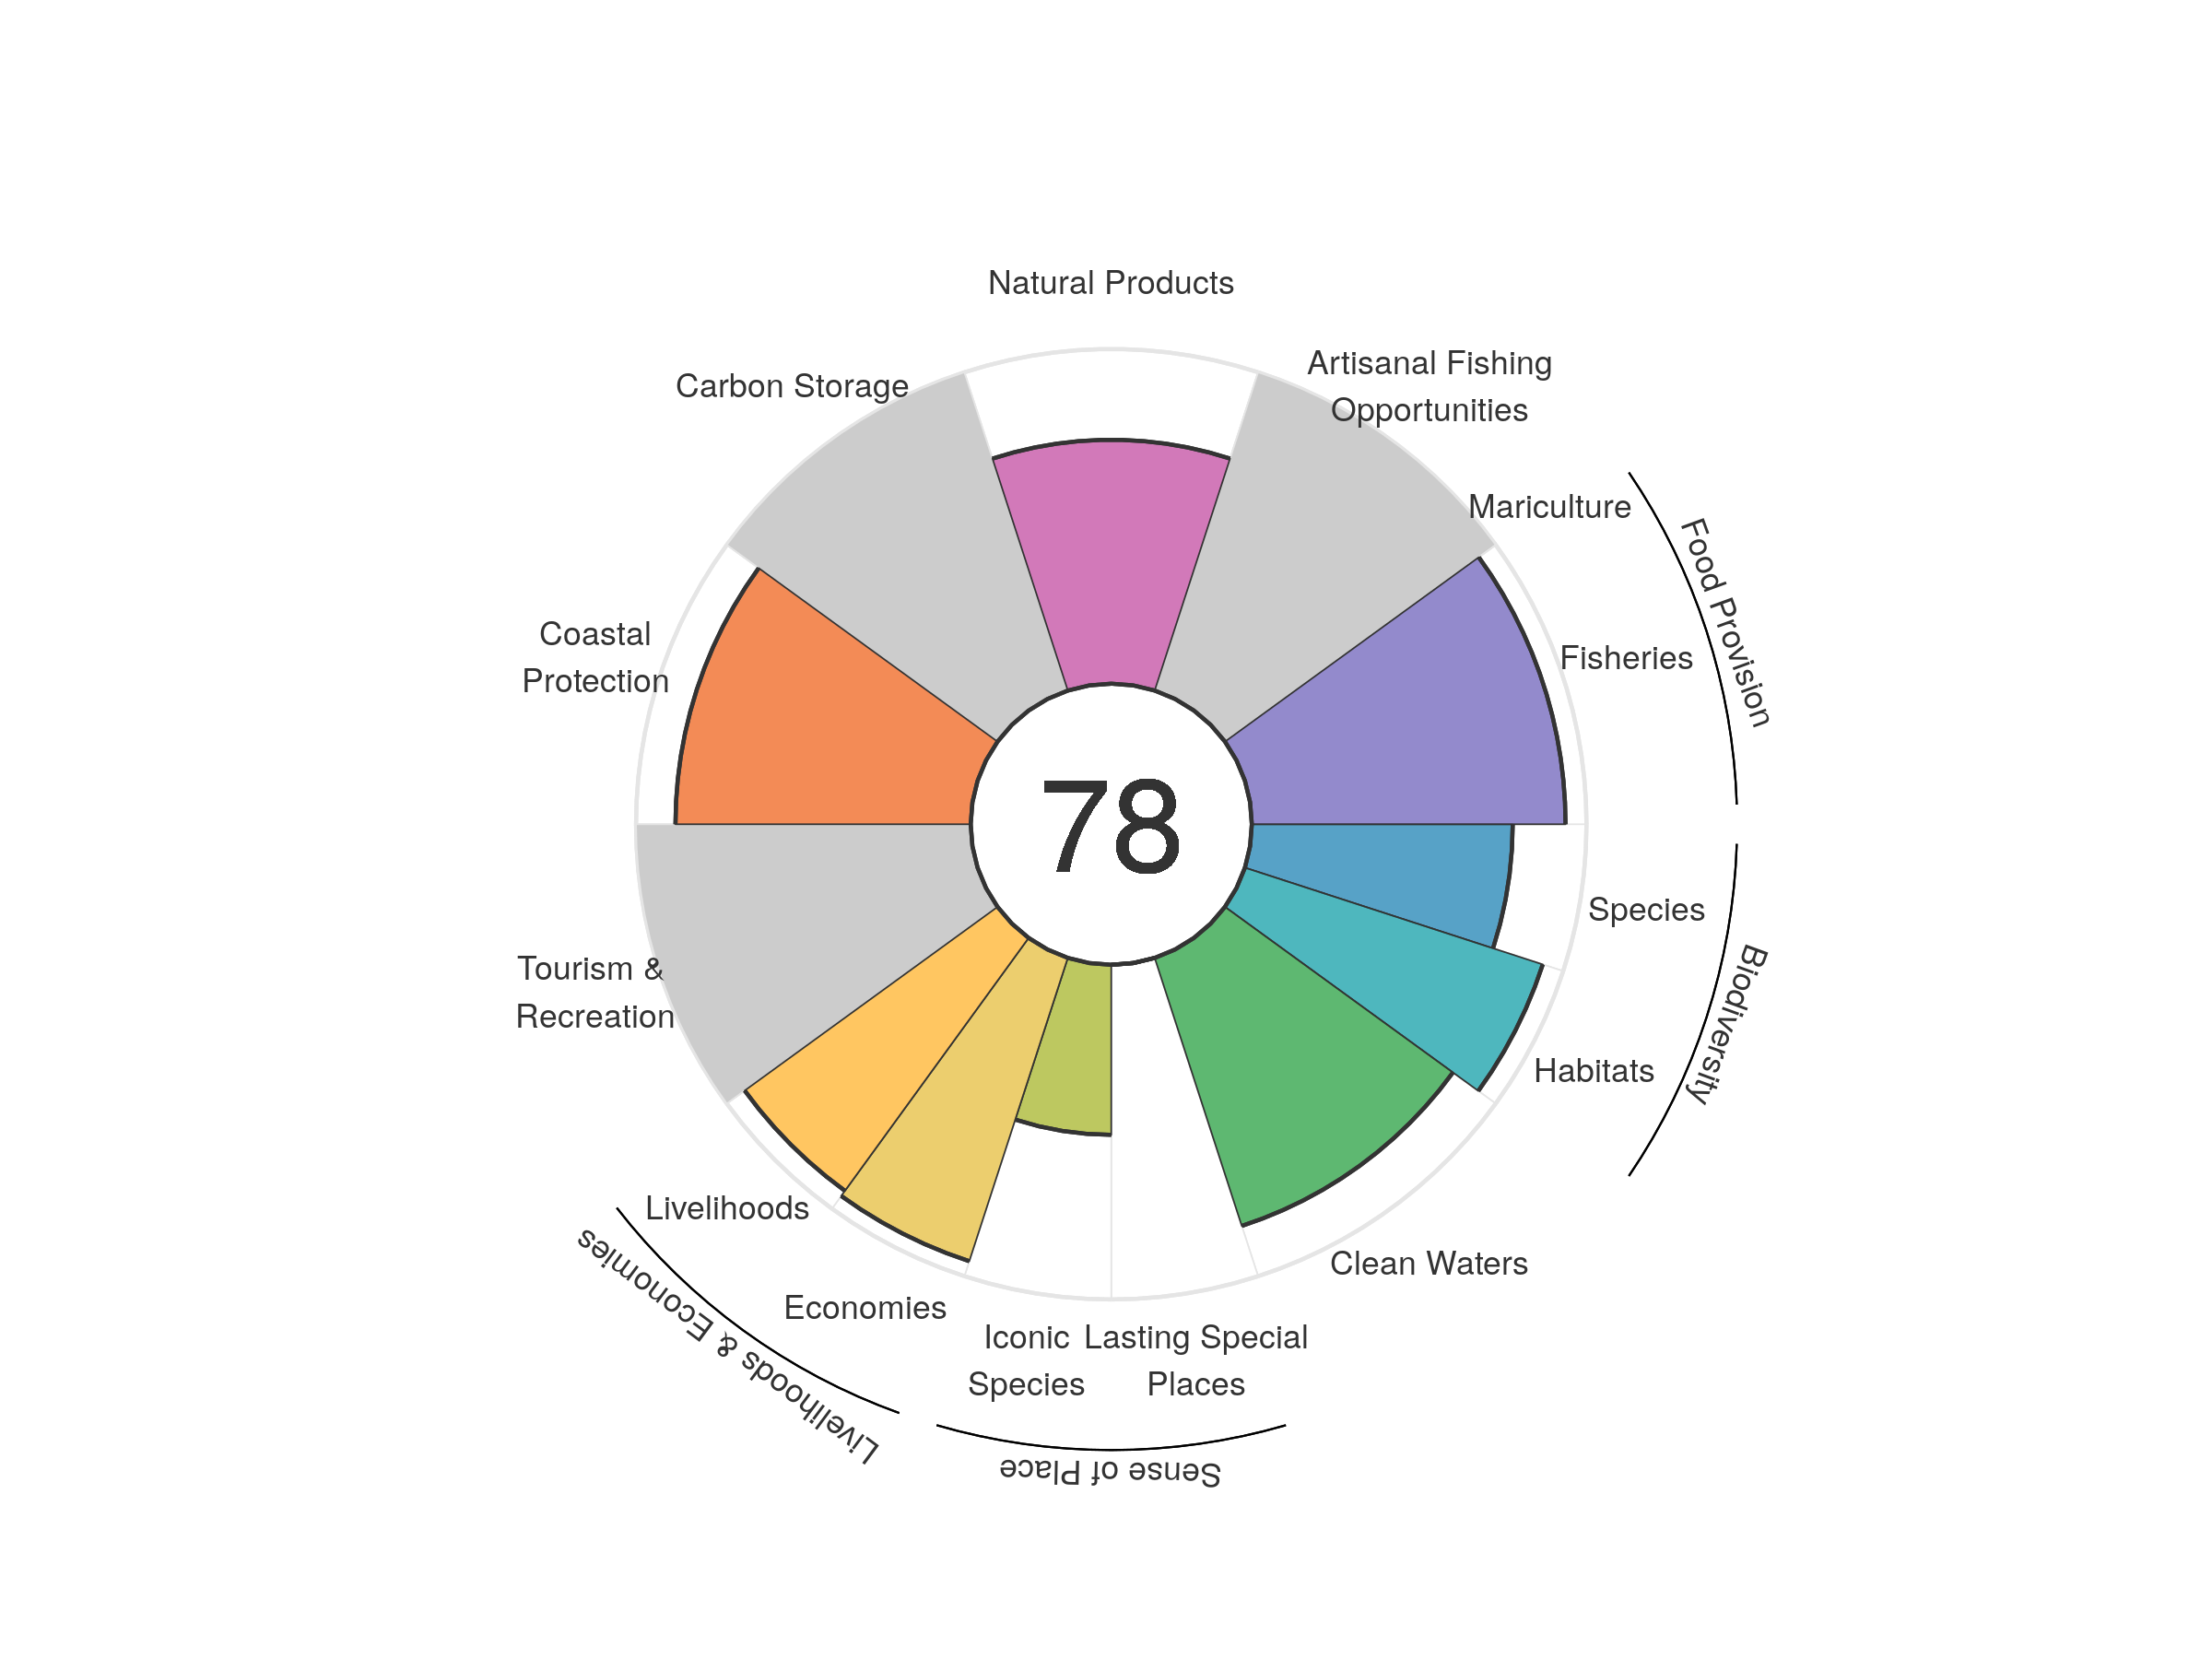 Natural Products
Artisanal Fishing
Opportunities
Carbon Storage
Mariculture
Food Provision
Fisheries
Coastal
Protection
78
Species
Biodiversity
Habitats
Tourism &
Recreation
Livelihoods
Clean Waters
Economies
Livelihoods & Economies
Iconic
Species
Lasting Special
Places
Sense of Place